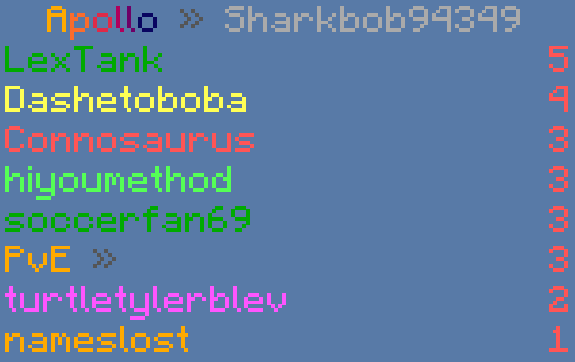 Apollo » Sharkbob94349
LexTank 5
Dashetoboba 4
Connosaurus 3
hiyoumethod 3
soccerfan69 3
PvE » 3
turtletylerblev 2
nameslost 1